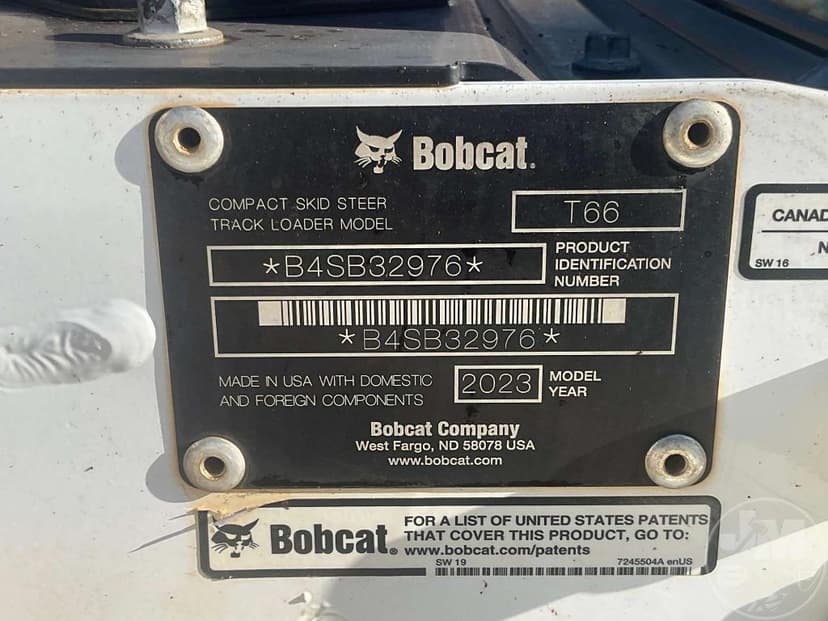 Bobcat.
COMPACT SKID STEER
TRACK LOADER MODEL
T66
*B4SB32976*
PRODUCT
IDENTIFICATION
NUMBER
*B4SB32976*
MADE IN USA WITH DOMESTIC
AND FOREIGN COMPONENTS
2023
MODEL
YEAR
Bobcat Company
West Fargo, ND 58078 USA
www.bobcat.com
CANAD
N
SW 16
Bobcat.
FOR A LIST OF UNITED STATES PATENTS
THAT COVER THIS PRODUCT, GO TO:
www.bobcat.com/patents
SW 19
7245504A enUS
JM